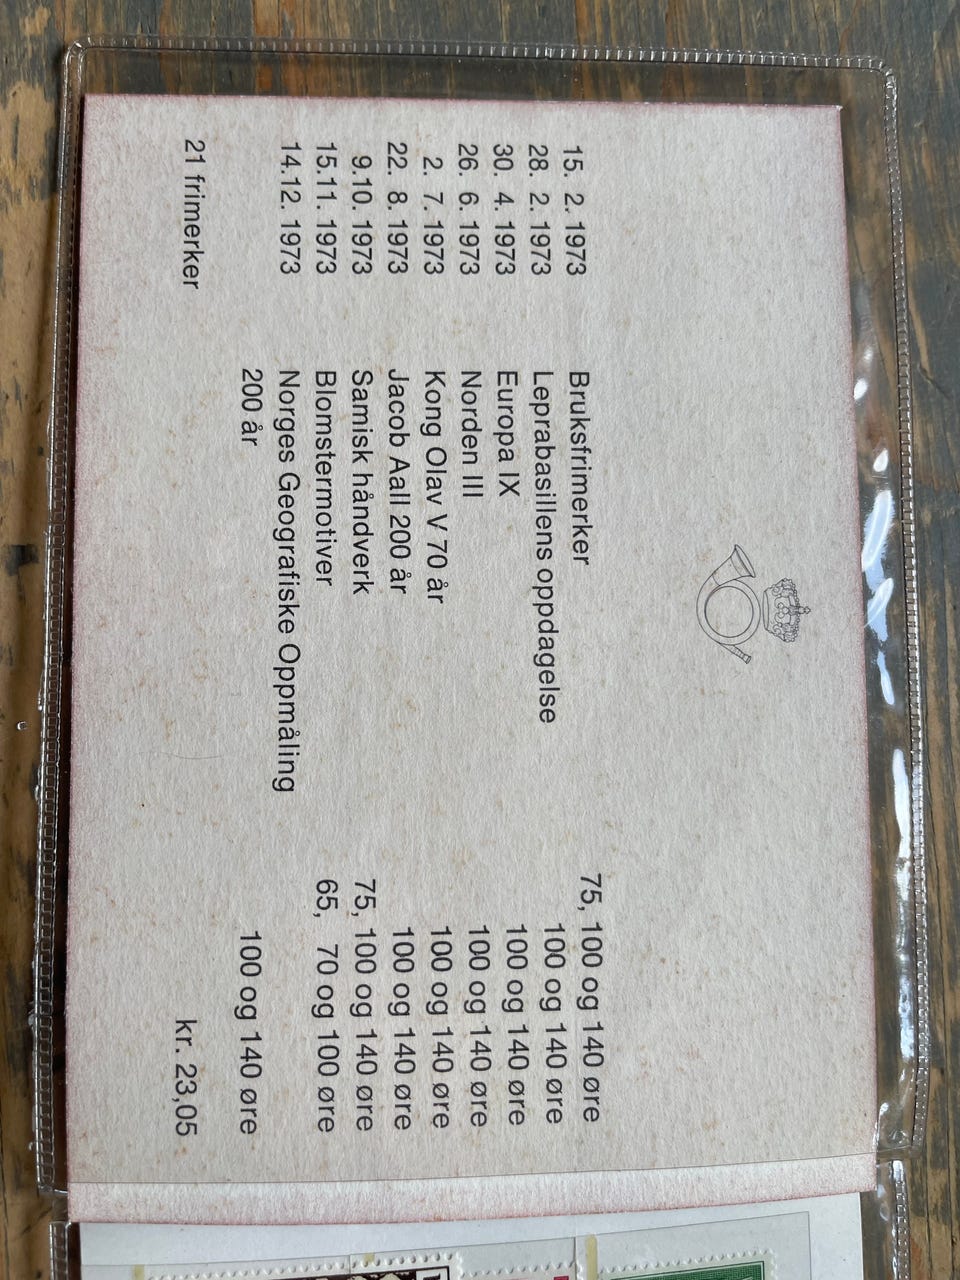 15. 2. 1973 Bruksfrimerker 75, 100 og 140 øre
28. 2. 1973 Leprabasillens oppdagelse 100 og 140 øre
30. 4. 1973 Europa IX 100 og 140 øre
26. 6. 1973 Norden III 100 og 140 øre
2. 7. 1973 Kong Olav V 70 år 100 og 140 øre
22. 8. 1973 Jacob Aall 200 år 100 og 140 øre
9.10. 1973 Samisk håndverk 75, 100 og 140 øre
15.11. 1973 Blomstermotiver 65, 70 og 100 øre
14.12. 1973 Norges Geografiske Oppmåling
200 år 100 og 140 øre
21 frimerker kr. 23,05